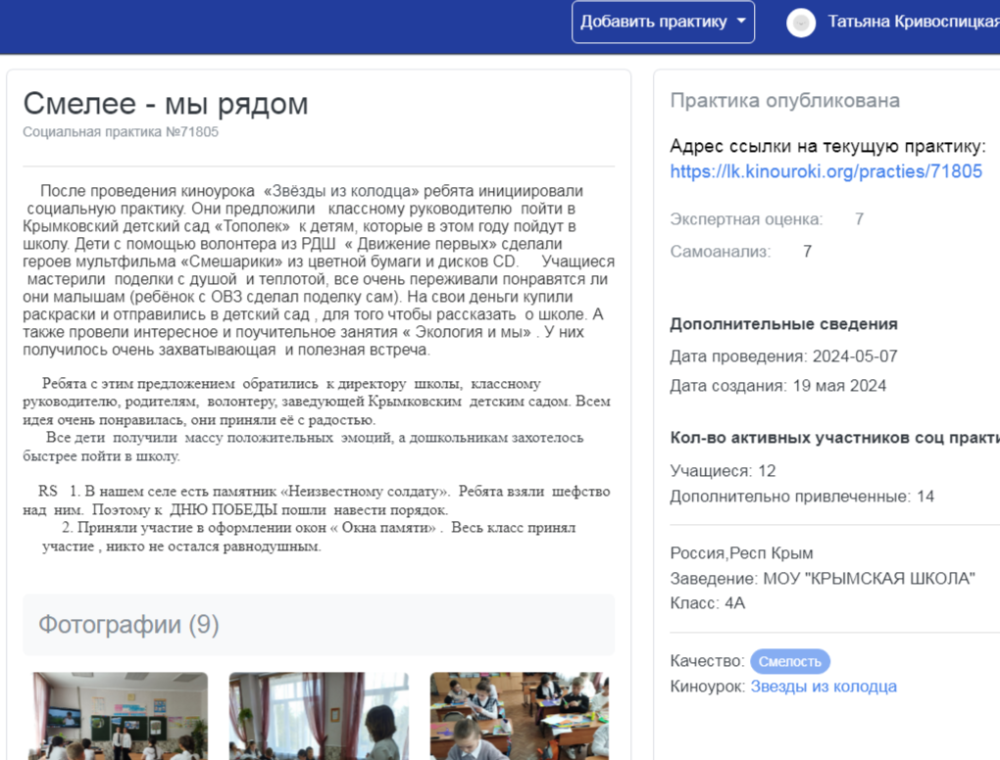 Добавить практику
Татьяна Кривоспицкая
Смелее - мы рядом
Социальная практика №71805
После проведения киноурока «Звёзды из колодца» ребята инициировали
социальную практику. Они предложили классному руководителю пойти в
Крымковский детский сад «Тополек» к детям, которые в этом году пойдут в
школу. Дети с помощью волонтера из РДШ « Движение первых» сделали
героев мультфильма «Смешарики» из цветной бумаги и дисков CD. Учащиеся
мастерили поделки с душой и теплотой, все очень переживали понравятся ли
они малышам (ребёнок с ОВЗ сделал поделку сам). На свои деньги купили
раскраски и отправились в детский сад , для того чтобы рассказать о школе. А
также провели интересное и поучительное занятия « Экология и мы» . У них
получилось очень захватывающая и полезная встреча.
Ребята с этим предложением обратились к директору школы, классному
руководителю, родителям, волонтеру, заведующей Крымковским детским садом. Всем
идея очень понравилась, они приняли её с радостью.
Все дети получили массу положительных эмоций, а дошкольникам захотелось
быстрее пойти в школу.
RS 1. В нашем селе есть памятник «Неизвестному солдату». Ребята взяли шефство
над ним. Поэтому к ДНЮ ПОБЕДЫ пошли навести порядок.
2. Приняли участие в оформлении окон « Окна памяти» . Весь класс принял
участие , никто не остался равнодушным.
Фотографии (9)
Практика опубликована
Адрес ссылки на текущую практику:
https://lk.kinouroki.org/practies/71805
Экспертная оценка: 7
Самоанализ: 7
Дополнительные сведения
Дата проведения: 2024-05-07
Дата создания: 19 мая 2024
Кол-во активных участников соц практи
Учащиеся: 12
Дополнительно привлеченные: 14
Россия,Респ Крым
Заведение: МОУ "КРЫМСКАЯ ШКОЛА"
Класс: 4А
Качество: Смелость
Киноурок: Звезды из колодца